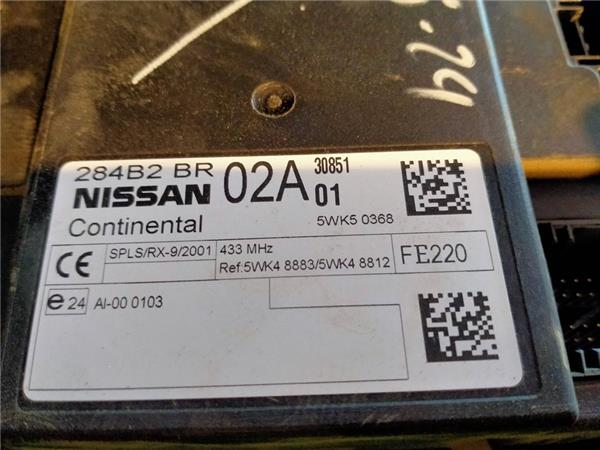 284B2 BR
NISSAN
02A
30851
01
Continental
5WK5 0368
CE
SPLS/RX-9/2001
433 MHz
Ref:5WK4 8883/5WK4 8812
FE220
e 24
AI-00 0103